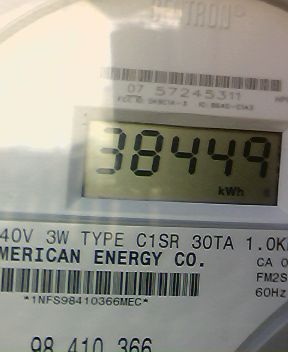 07 57245311
38449
kWh
40V 3W TYPE C1SR 30TA 1.0K
MERICAN ENERGY CO.
CA 0
FM2S
60Hz
*1NFS98410366MEC*
98 410 366